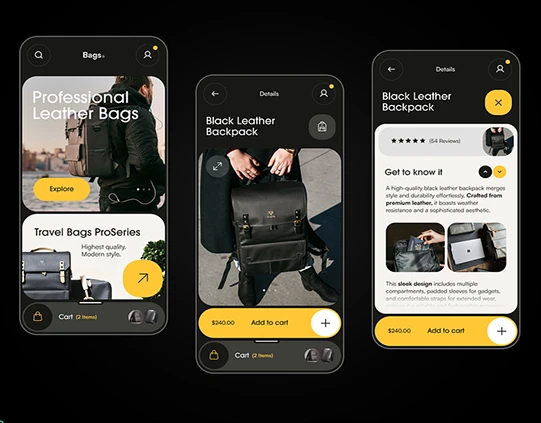 Bags.
Professional
Leather Bags
Explore
Travel Bags ProSeries
Highest quality.
Modern style.
Cart (2 Items)
Details
Black Leather
Backpack
$240.00 Add to cart
Cart (2 Items)
Details
Black Leather
Backpack
(54 Reviews)
Get to know it
A high-quality black leather backpack merges
style and durability effortlessly. Crafted from
premium leather, it boasts weather
resistance and a sophisticated aesthetic.
This sleek design includes multiple
compartments, padded sleeves for gadgets,
and comfortable straps for extended wear,
$240.00 Add to cart